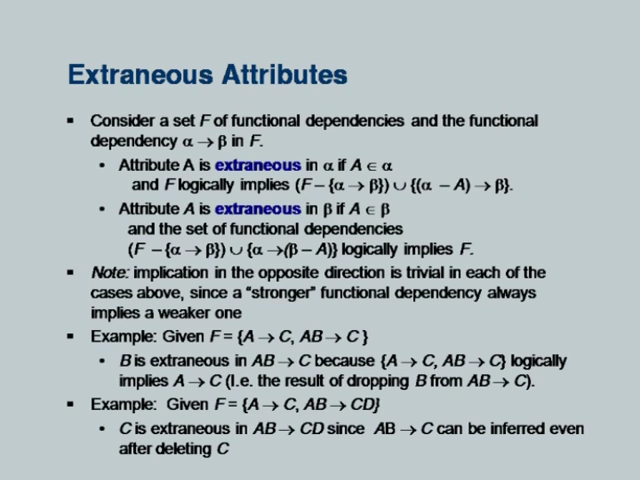 Extraneous Attributes
▪ Consider a set F of functional dependencies and the functional
dependency α → β in F.
• Attribute A is extraneous in α if A ∈ α
and F logically implies (F – {α → β}) ∪ {(α – A) → β}.
• Attribute A is extraneous in β if A ∈ β
and the set of functional dependencies
(F – {α → β}) ∪ {α →(β – A)} logically implies F.
▪ Note: implication in the opposite direction is trivial in each of the
cases above, since a “stronger” functional dependency always
implies a weaker one
▪ Example: Given F = {A → C, AB → C }
• B is extraneous in AB → C because {A → C, AB → C} logically
implies A → C (I.e. the result of dropping B from AB → C).
▪ Example: Given F = {A → C, AB → CD}
• C is extraneous in AB → CD since AB → C can be inferred even
after deleting C